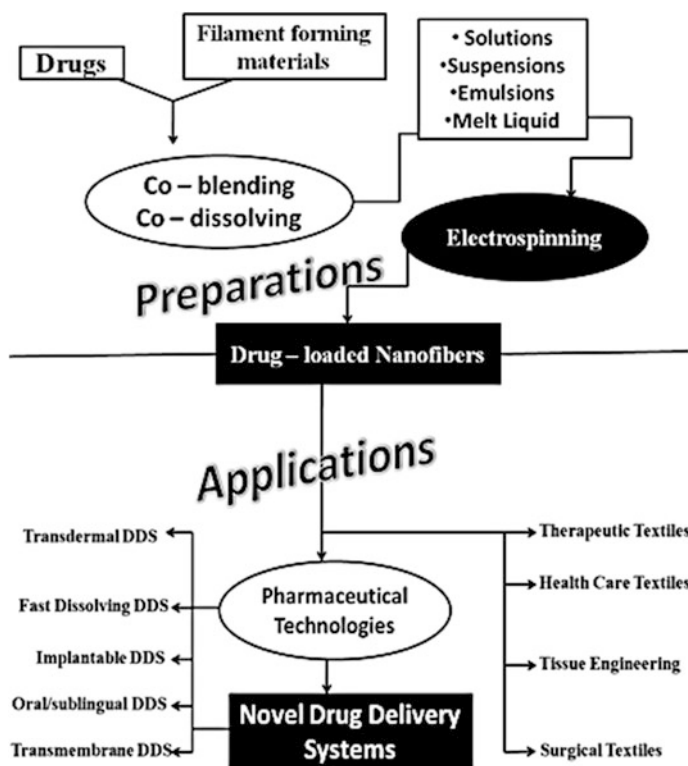 Drugs
Filament forming
materials
• Solutions
•Suspensions
•Emulsions
•Melt Liquid
Co – blending
Co – dissolving
Electrospinning
Preparations
Drug – loaded Nanofibers
Applications
Transdermal DDS
Fast Dissolving DDS
Implantable DDS
Oral/sublingual DDS
Transmembrane DDS
Pharmaceutical
Technologies
Novel Drug Delivery
Systems
Therapeutic Textiles
Health Care Textiles
Tissue Engineering
Surgical Textiles